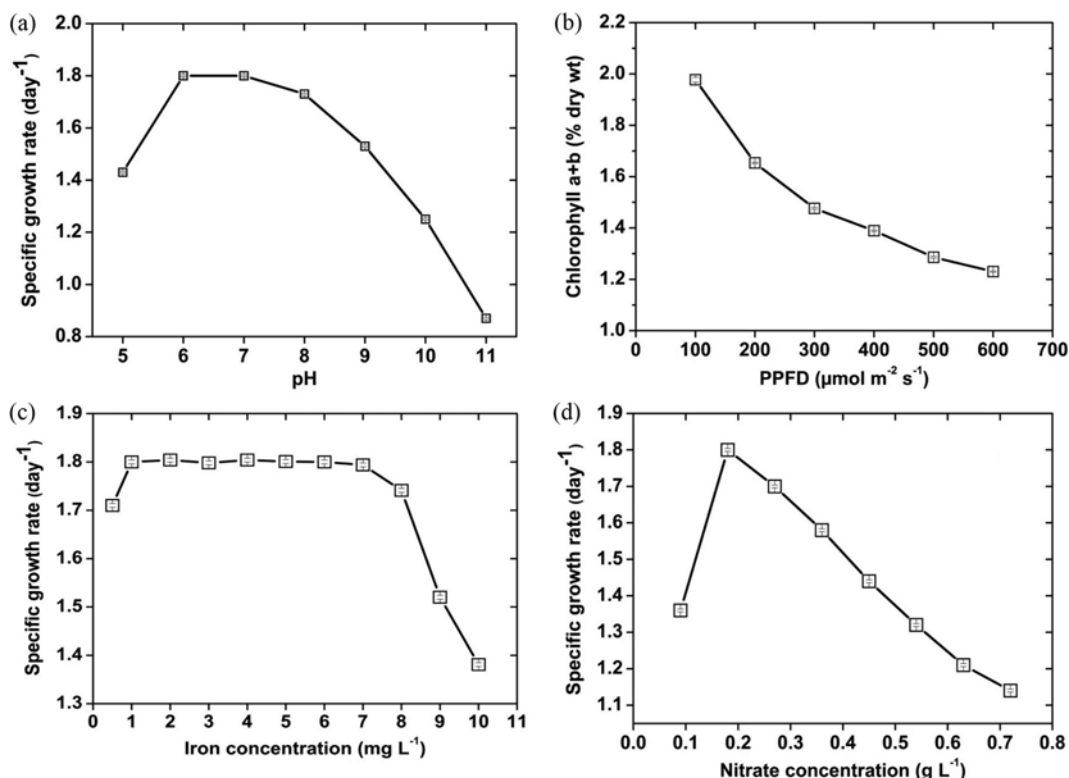 (a)
Specific growth rate (day⁻¹)
2.0
1.8
1.6
1.4
1.2
1.0
0.8
5 6 7 8 9 10 11
pH
(b)
Chlorophyll a+b (% dry wt)
2.2
2.0
1.8
1.6
1.4
1.2
1.0
0 100 200 300 400 500 600 700
PPFD (µmol m⁻² s⁻¹)
(c)
Specific growth rate (day⁻¹)
1.9
1.8
1.7
1.6
1.5
1.4
1.3
0 1 2 3 4 5 6 7 8 9 10 11
Iron concentration (mg L⁻¹)
(d)
Specific growth rate (day⁻¹)
1.9
1.8
1.7
1.6
1.5
1.4
1.3
1.2
1.1
0.0 0.1 0.2 0.3 0.4 0.5 0.6 0.7 0.8
Nitrate concentration (g L⁻¹)